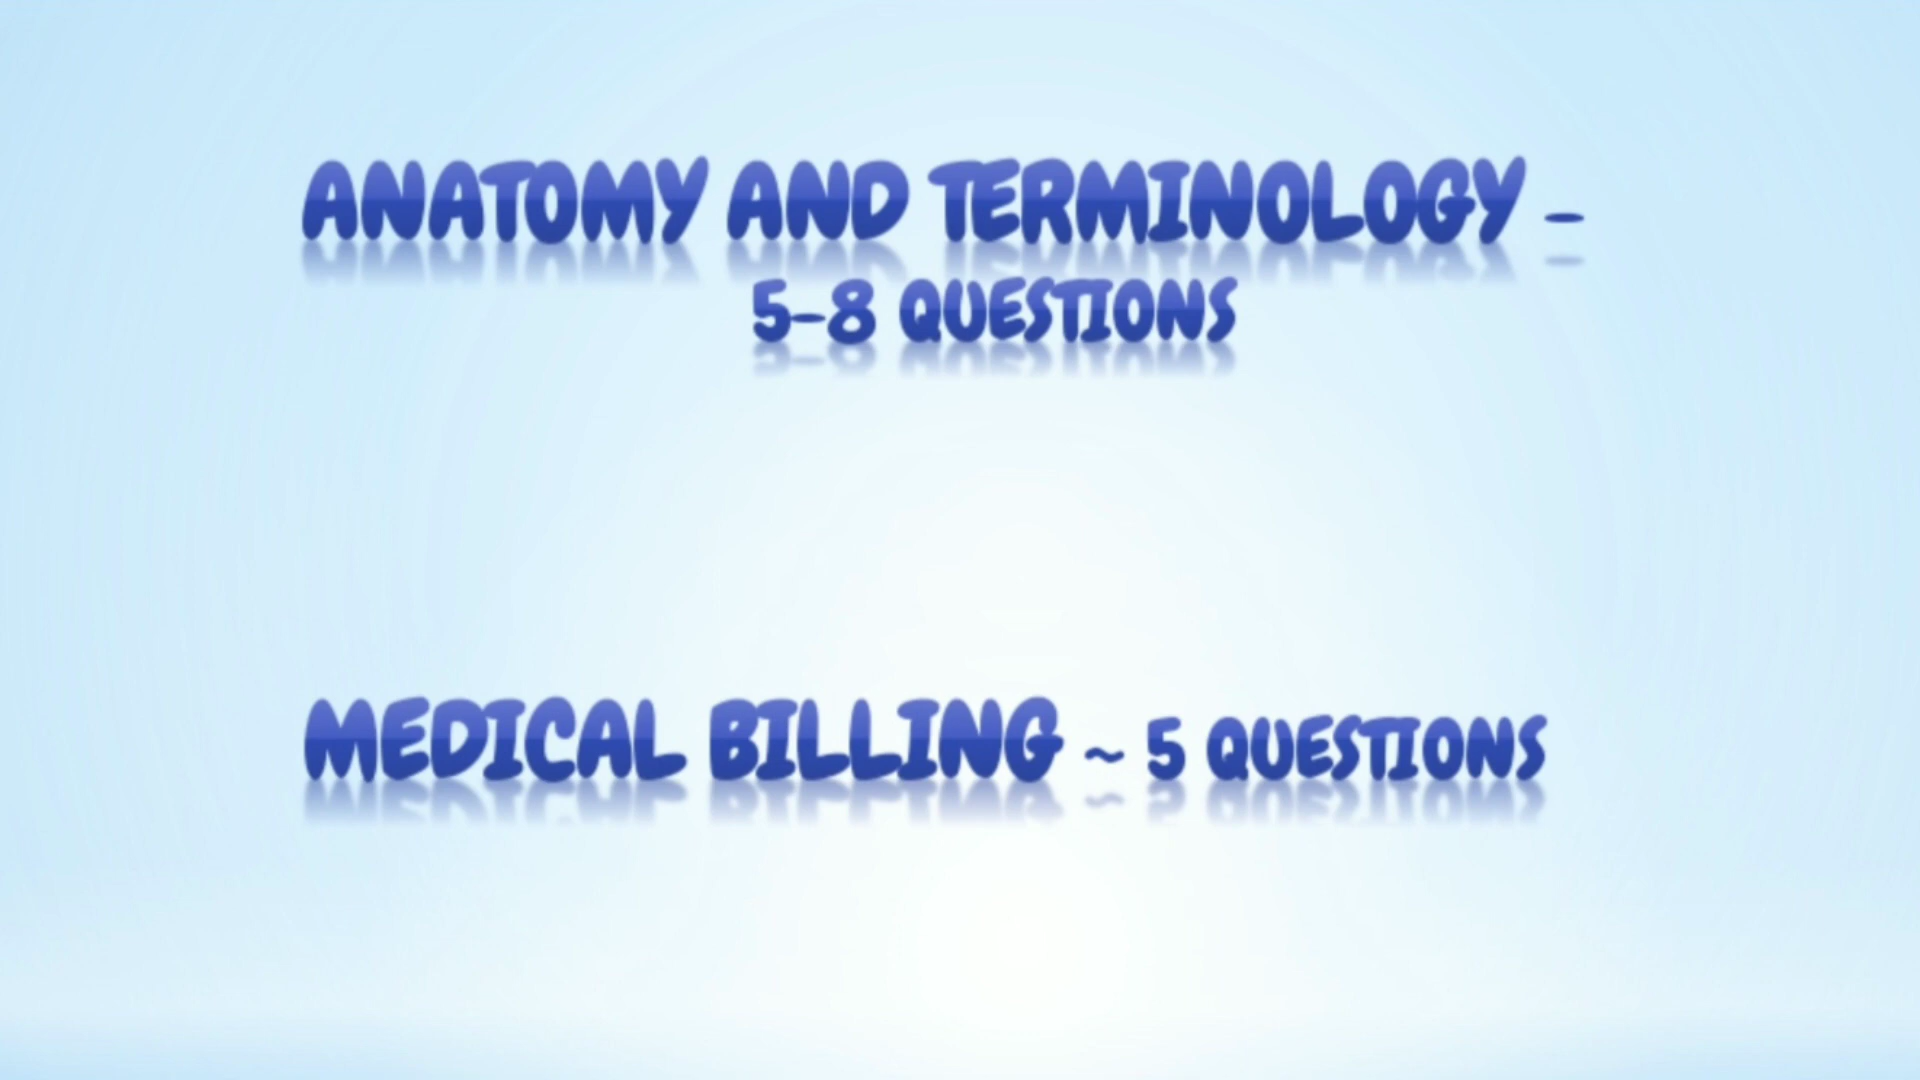 ANATOMY AND TERMINOLOGY –
5–8 QUESTIONS
MEDICAL BILLING ~ 5 QUESTIONS